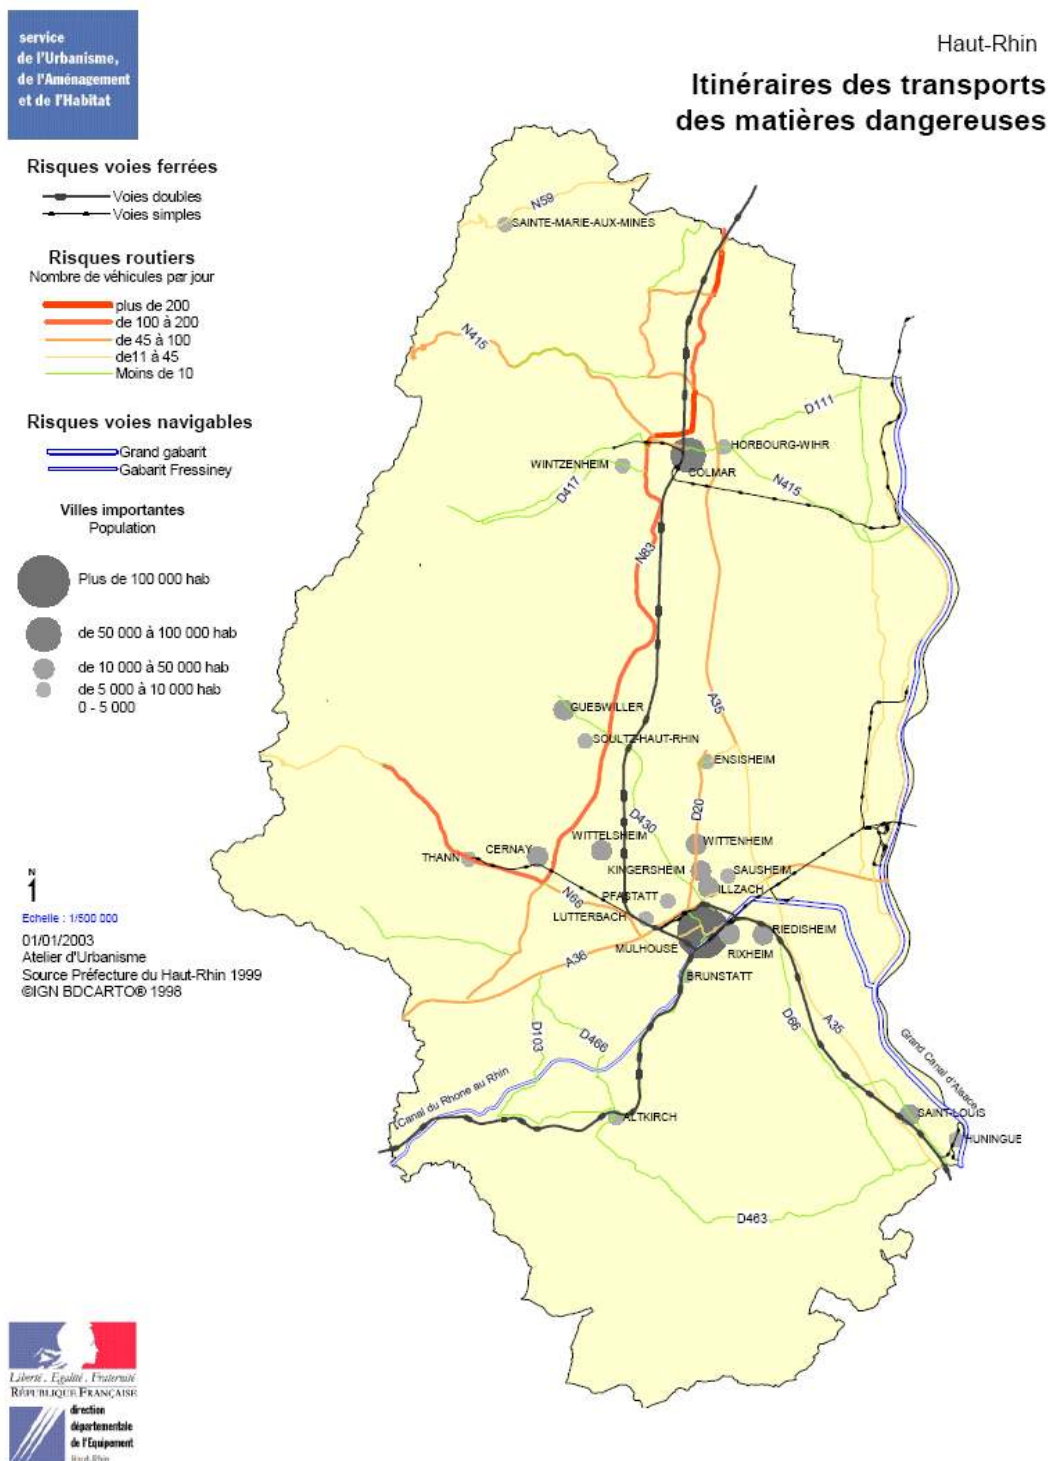 service
de l'Urbanisme,
de l'Aménagement
et de l'Habitat
Haut-Rhin
Itinéraires des transports
des matières dangereuses
Risques voies ferrées
Voies doubles
Voies simples
Risques routiers
Nombre de véhicules par jour
plus de 200
de 100 à 200
de 45 à 100
de11 à 45
Moins de 10
Risques voies navigables
Grand gabarit
Gabarit Fressiney
Villes importantes
Population
Plus de 100 000 hab
de 50 000 à 100 000 hab
de 10 000 à 50 000 hab
de 5 000 à 10 000 hab
0 - 5 000
N59
SAINTE-MARIE-AUX-MINES
N415
D111
HORBOURG-WIHR
WINTZENHEIM
COLMAR
D417
N415
N83
A35
GUEBWILLER
SOULTZ-HAUT-RHIN
ENSISHEIM
D20
D430
WITTELSHEIM
WITTENHEIM
CERNAY
THANN
KINGERSHEIM
SAUSHEIM
ILLZACH
N66
PFASTATT
LUTTERBACH
RIEDISHEIM
MULHOUSE
RIXHEIM
A36
BRUNSTATT
D103
D466
D66
A35
Grand Canal d'Alsace
Canal du Rhone au Rhin
ALTKIRCH
SAINT-LOUIS
HUNINGUE
D463
N
Echelle : 1/500 000
01/01/2003
Atelier d'Urbanisme
Source Préfecture du Haut-Rhin 1999
©IGN BDCARTO® 1998
Liberté . Egalité . Fraternité
RÉPUBLIQUE FRANÇAISE
direction
départementale
de l'Equipement
Haut-Rhin